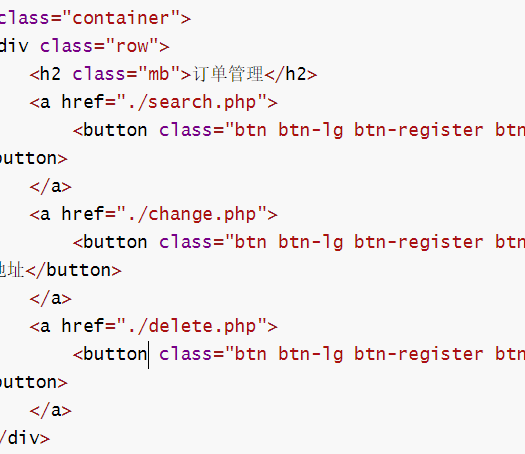 class="container">
div class="row">
<h2 class="mb">订单管理</h2>
<a href="./search.php">
<button class="btn btn-lg btn-register btn
button>
</a>
<a href="./change.php">
<button class="btn btn-lg btn-register btn
地址</button>
</a>
<a href="./delete.php">
<button class="btn btn-lg btn-register btn
button>
</a>
/div>